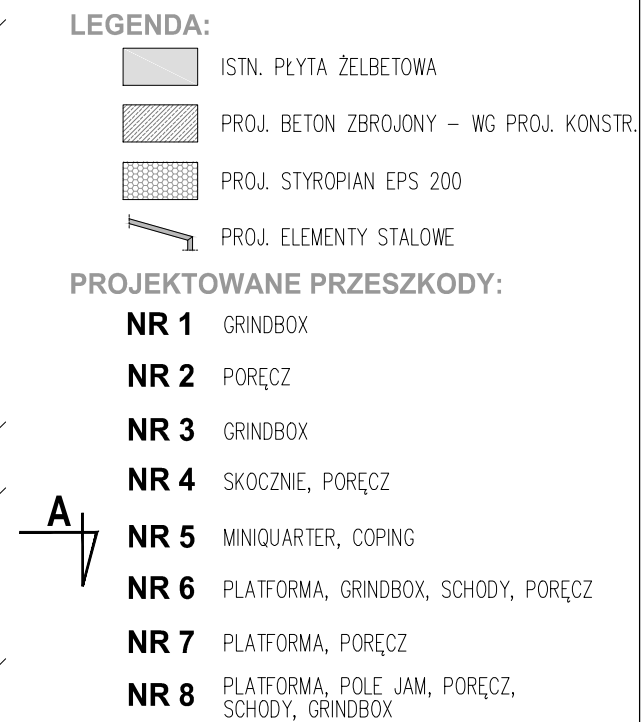 LEGENDA:
ISTN. PŁYTA ŻELBETOWA
PROJ. BETON ZBROJONY – WG PROJ. KONSTR.
PROJ. STYROPIAN EPS 200
PROJ. ELEMENTY STALOWE
PROJEKTOWANE PRZESZKODY:
NR 1 GRINDBOX
NR 2 PORĘCZ
NR 3 GRINDBOX
NR 4 SKOCZNIE, PORĘCZ
A
NR 5 MINIQUARTER, COPING
NR 6 PLATFORMA, GRINDBOX, SCHODY, PORĘCZ
NR 7 PLATFORMA, PORĘCZ
NR 8 PLATFORMA, POLE JAM, PORĘCZ,
SCHODY, GRINDBOX